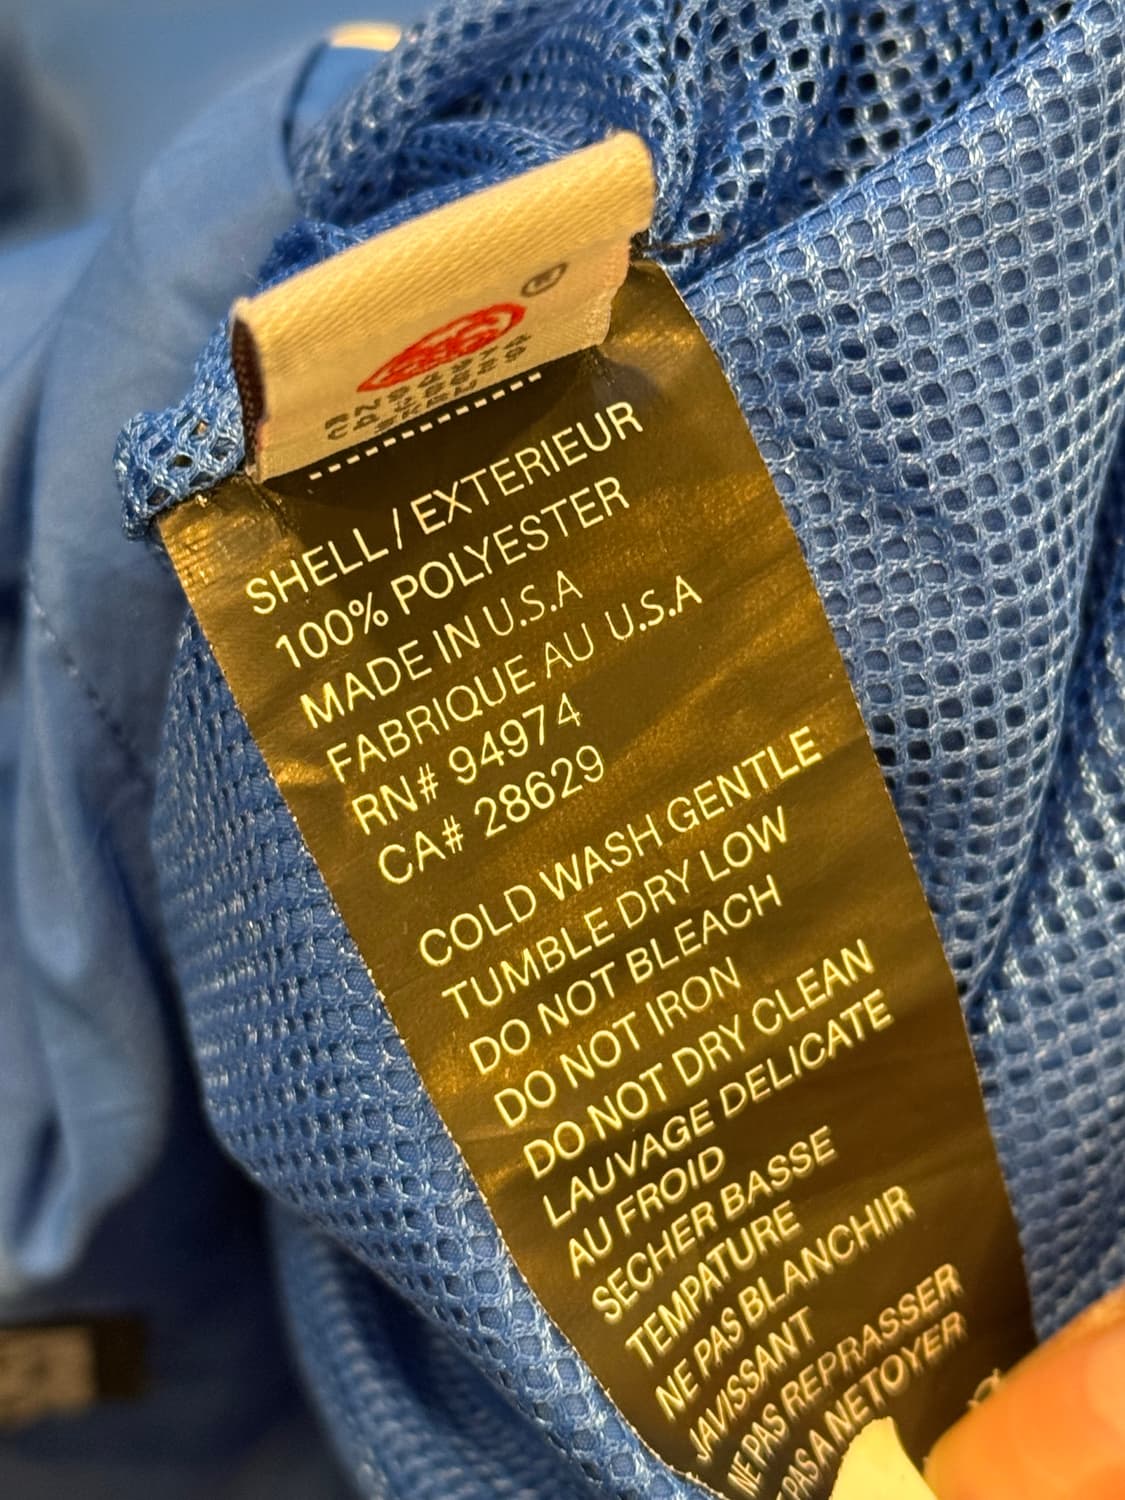 SHELL / EXTERIEUR
100% POLYESTER
MADE IN U.S.A
FABRIQUE AU U.S.A
RN# 94974
CA# 28629
COLD WASH GENTLE
TUMBLE DRY LOW
DO NOT BLEACH
DO NOT IRON
DO NOT DRY CLEAN
LAUVAGE DELICATE
AU FROID
SECHER BASSE
TEMPATURE
NE PAS BLANCHIR
JAVISSANT
NE PAS REPRASSER
PAS A NETOYER